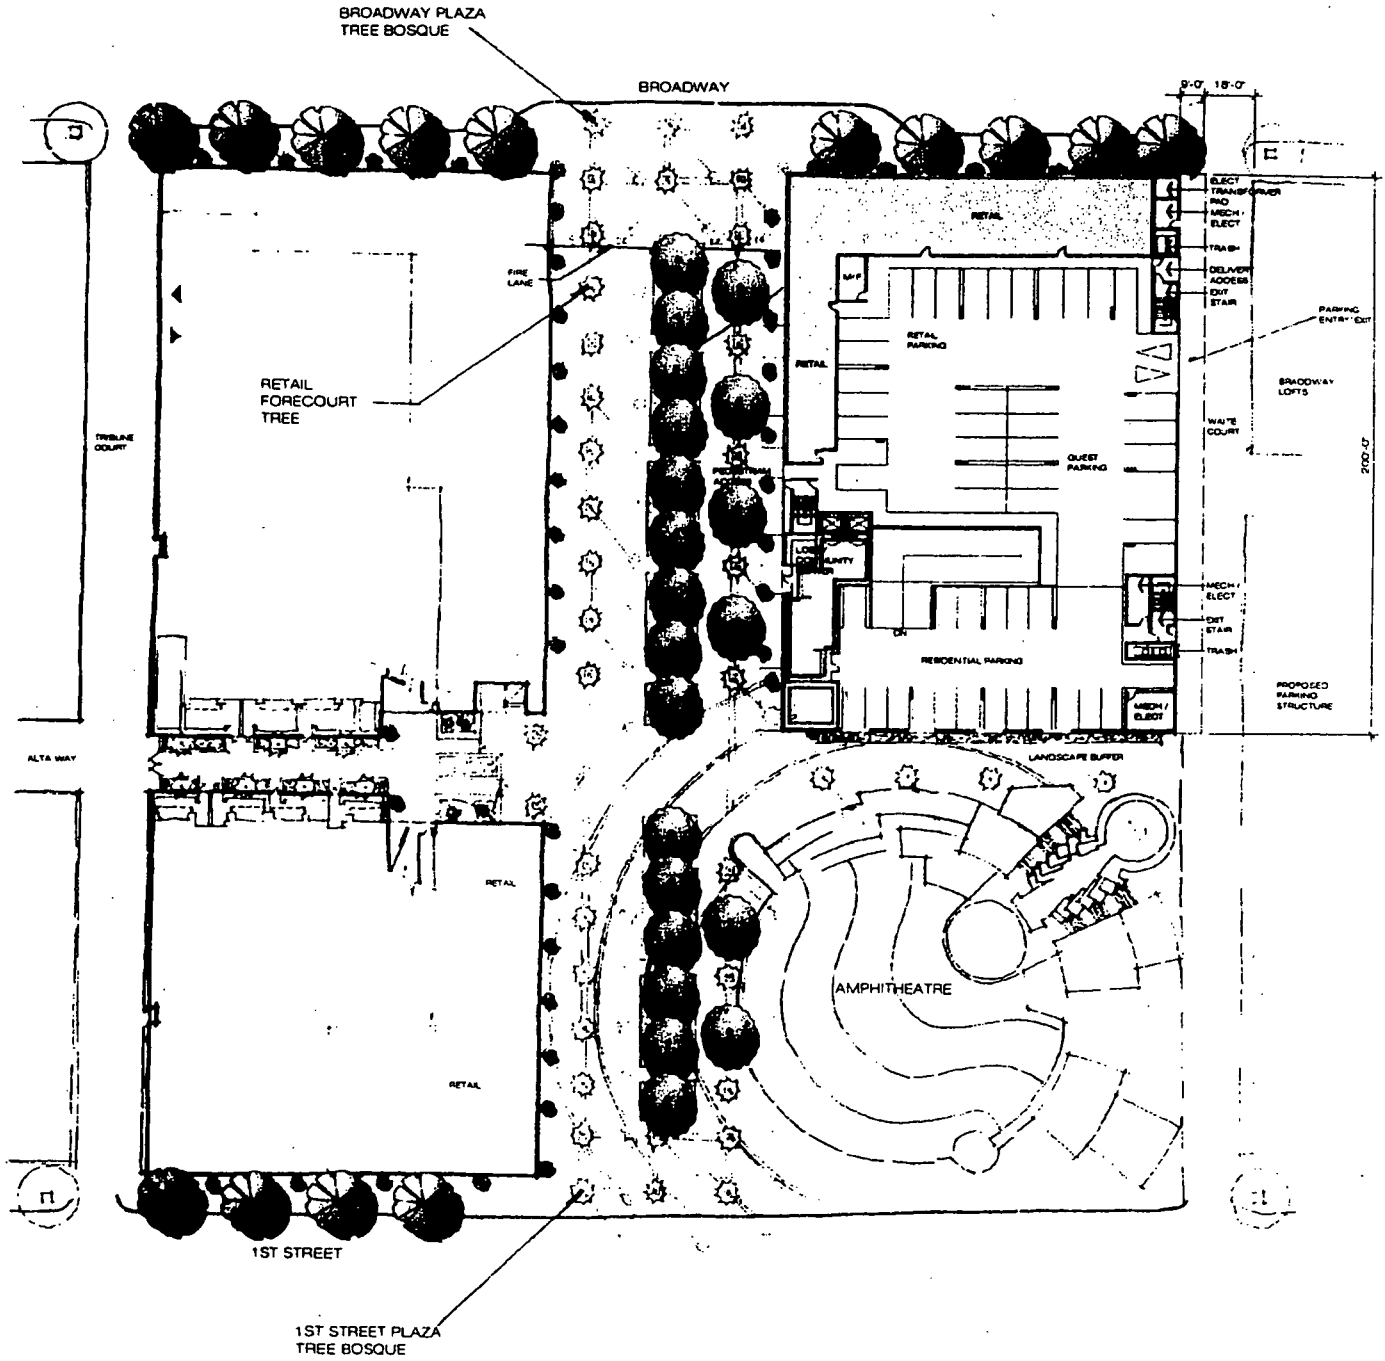 BROADWAY PLAZA
TREE BOSQUE
BROADWAY
9'-0" 18'-0"
ELECT
TRANSFORMER
PAD
MECH /
ELECT
TRASH
DELIVERY
ACCESS
EXIT
STAIR
RETAIL
FIRE
LANE
RETAIL
PARKING
PARKING
ENTRY/EXIT
RETAIL
BROADWAY
LOFTS
RETAIL
FORECOURT
TREE
TRIBUNE
COURT
WAITE
COURT
GUEST
PARKING
PEDESTRIAN
ACCESS
200'-0"
LOBBY
COMMUNITY
MECH /
ELECT
EXIT
STAIR
DN
TRASH
RESIDENTIAL PARKING
PROPOSED
PARKING
STRUCTURE
MECH /
ELECT
ALTA WAY
LANDSCAPE BUFFER
RETAIL
AMPHITHEATRE
RETAIL
1ST STREET
1ST STREET PLAZA
TREE BOSQUE